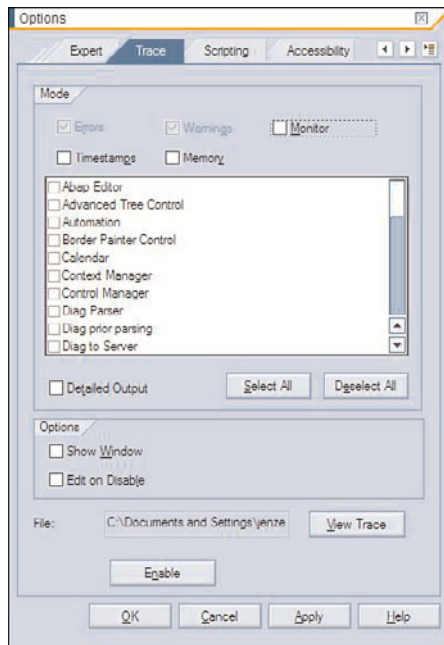 Options
Expert Trace Scripting Accessibility
Mode
Errors Warnings Monitor
Timestamps Memory
Abap Editor
Advanced Tree Control
Automation
Border Painter Control
Calendar
Context Manager
Control Manager
Diag Parser
Diag prior parsing
Diag to Server
Detailed Output Select All Deselect All
Options
Show Window
Edit on Disable
File: C:\Documents and Settings\jenze View Trace
Enable
OK Cancel Apply Help